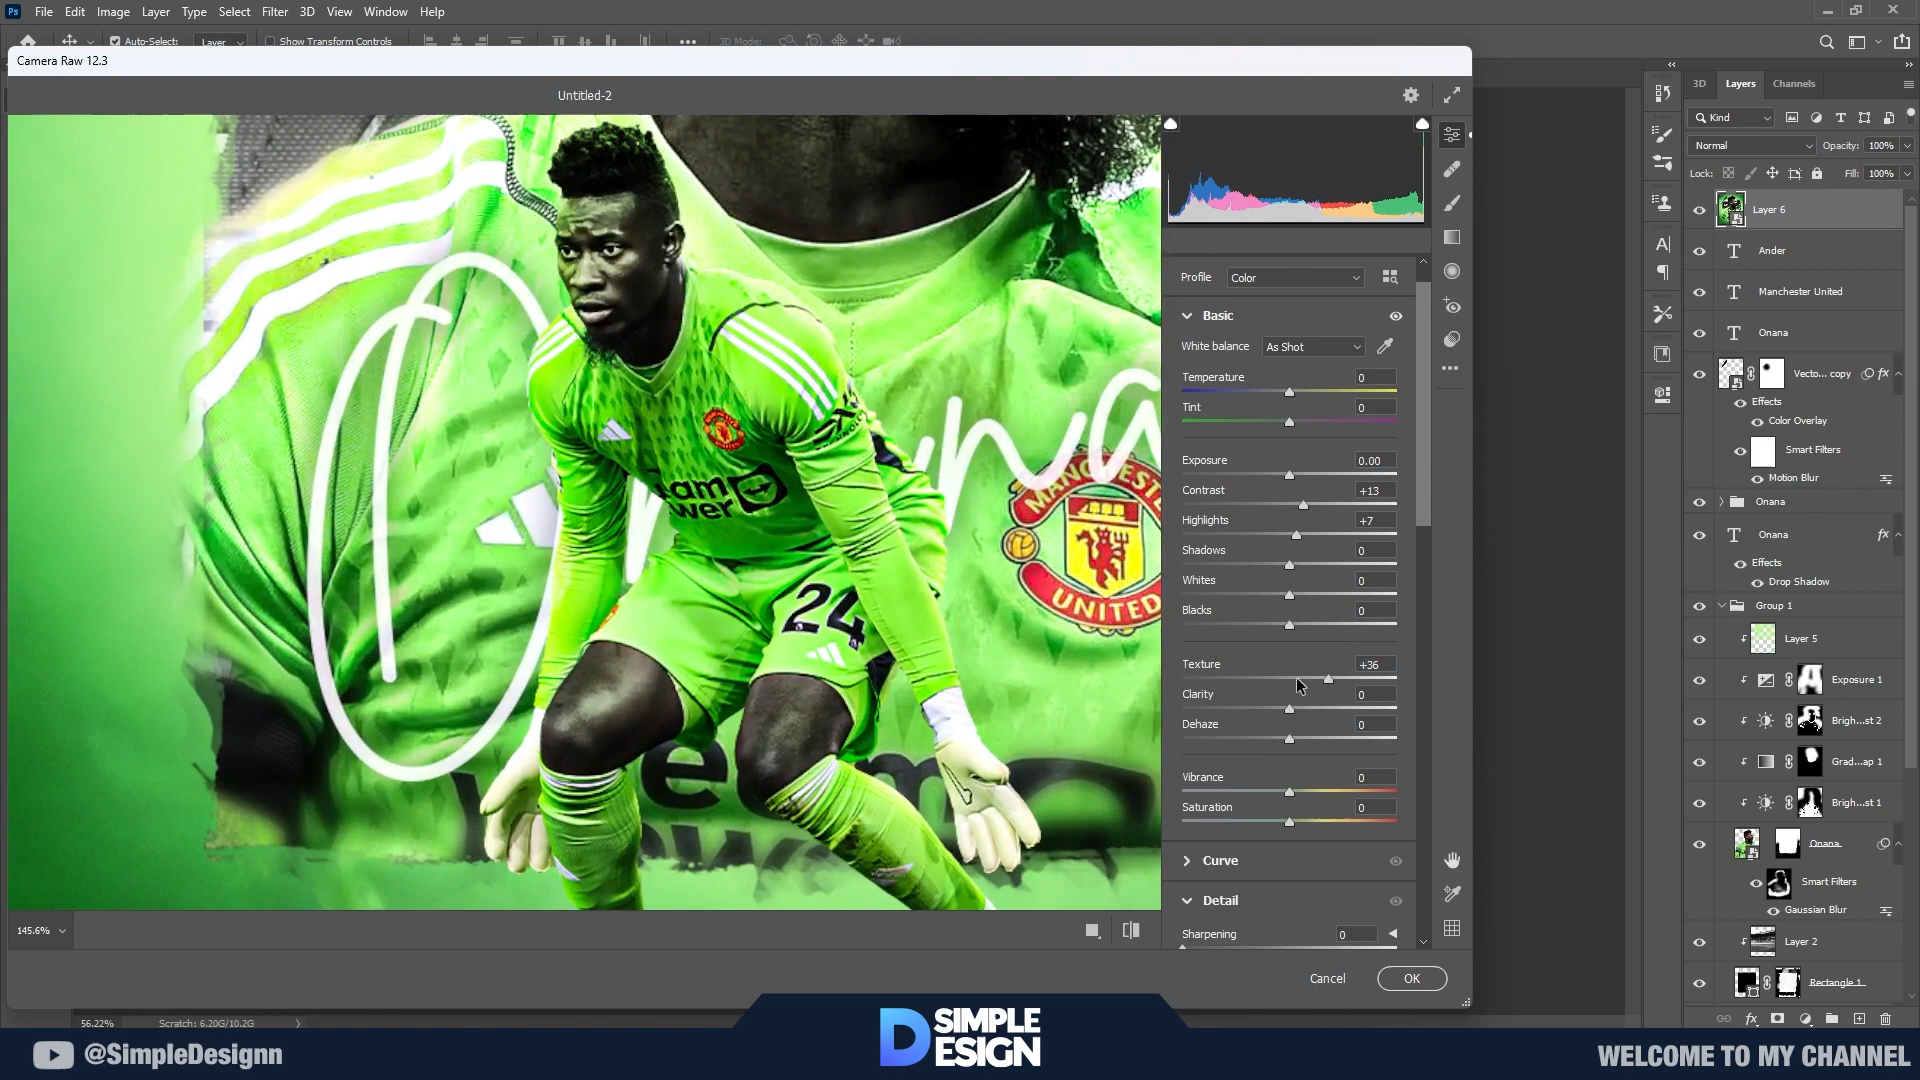 Ps File Edit Image Layer Type Select Filter 3D View Window Help
Auto-Select: Layer Show Transform Controls 3D Mode:
Camera Raw 12.3
Untitled-2
Profile Color
Basic
White balance As Shot
Temperature 0
Tint 0
Exposure 0.00
Contrast +13
Highlights +7
Shadows 0
Whites 0
Blacks 0
Texture +36
Clarity 0
Dehaze 0
Vibrance 0
Saturation 0
Curve
Detail
Sharpening 0
145.6%
Cancel OK
56.22% Scratch: 6.20G/10.2G
3D Layers Channels
Kind
Normal Opacity: 100%
Lock: Fill: 100%
Layer 6
Ander
Manchester United
Onana
Vecto... copy fx
Effects
Color Overlay
Smart Filters
Motion Blur
Onana
Onana fx
Effects
Drop Shadow
Group 1
Layer 5
Exposure 1
Brigh...st 2
Grad...ap 1
Brigh...st 1
Onana
Smart Filters
Gaussian Blur
Layer 2
Rectangle 1
MANCHESTE
UNITED
24
@SimpleDesignn
SIMPLE
DESIGN
WELCOME TO MY CHANNEL